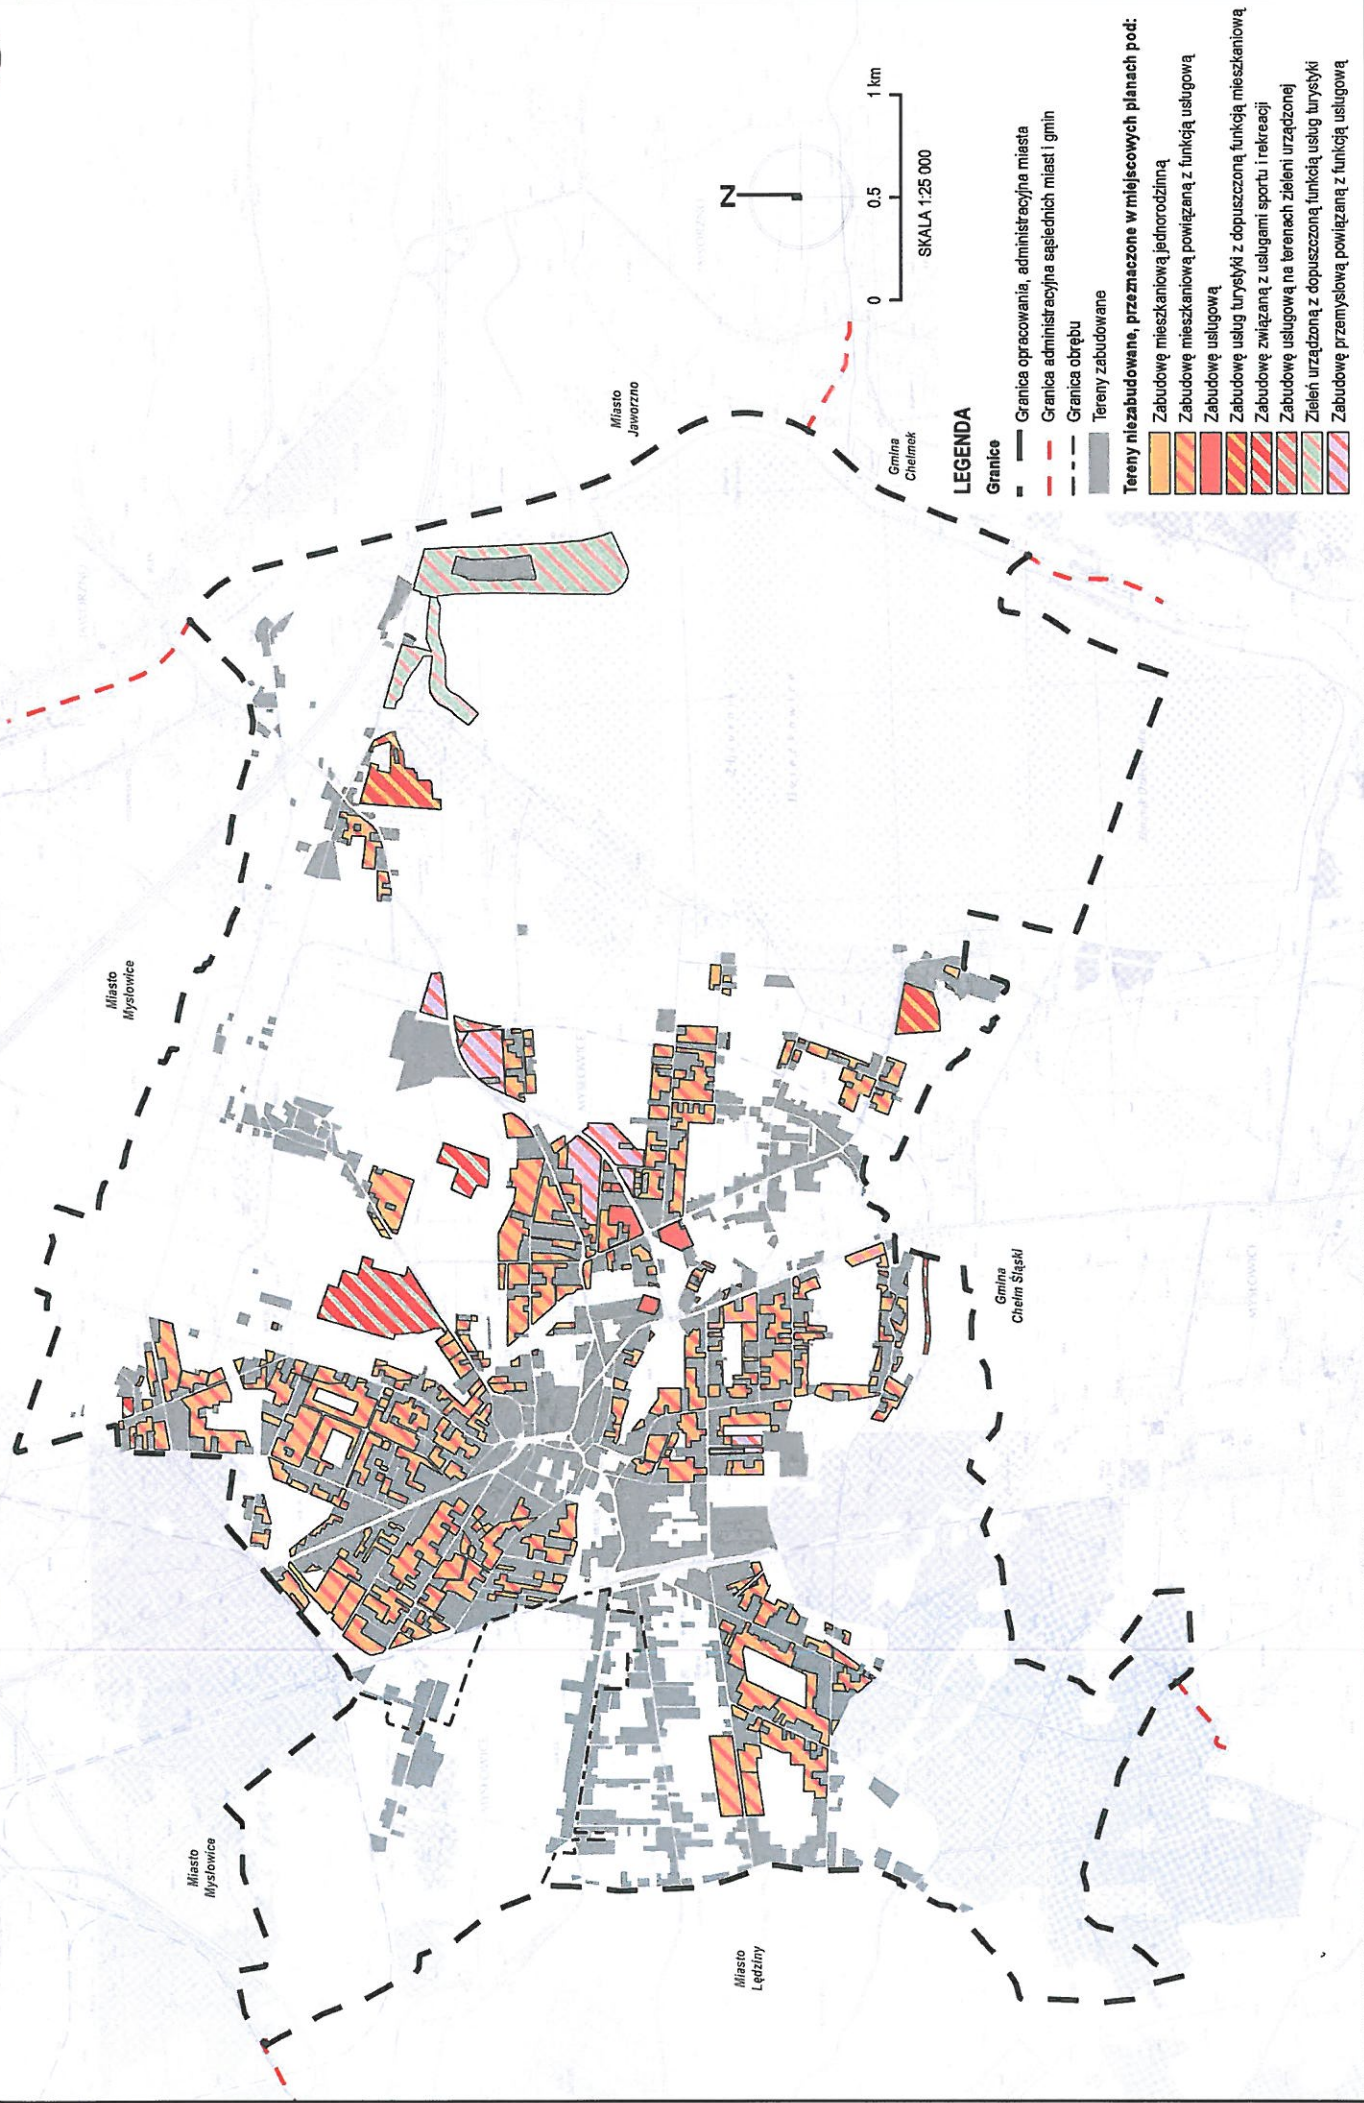 Miasto
Mysłowice
Miasto
Mysłowice
Miasto
Jaworzno
Gmina
Chełmek
Gmina
Chełm Śląski
Miasto
Lędziny
N
0 0.5 1 km
SKALA 1:25 000
LEGENDA
Granice
Granica opracowania, administracyjna miasta
Granica administracyjna sąsiednich miast i gmin
Granica obrębu
Tereny zabudowane
Tereny niezabudowane, przeznaczone w miejscowych planach pod:
Zabudowę mieszkaniową jednorodzinną
Zabudowę mieszkaniową powiązaną z funkcją usługową
Zabudowę usługową
Zabudowę usług turystyki z dopuszczoną funkcją mieszkaniową
Zabudowę związaną z usługami sportu i rekreacji
Zabudowę usługową na terenach zieleni urządzonej
Zieleń urządzoną z dopuszczoną funkcją usług turystyki
Zabudowę przemysłową powiązaną z funkcją usługową